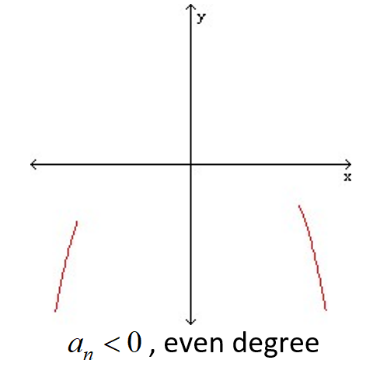 y
x
aₙ < 0 , even degree